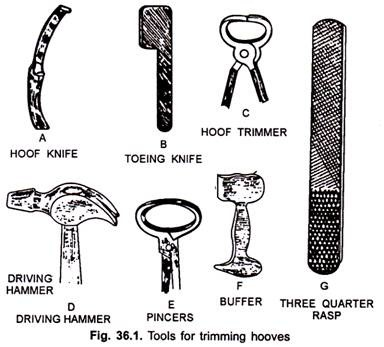 A
HOOF KNIFE
B
TOEING KNIFE
C
HOOF TRIMMER
DRIVING
HAMMER
D
DRIVING HAMMER
E
PINCERS
F
BUFFER
G
THREE QUARTER
RASP
Fig. 36.1. Tools for trimming hooves